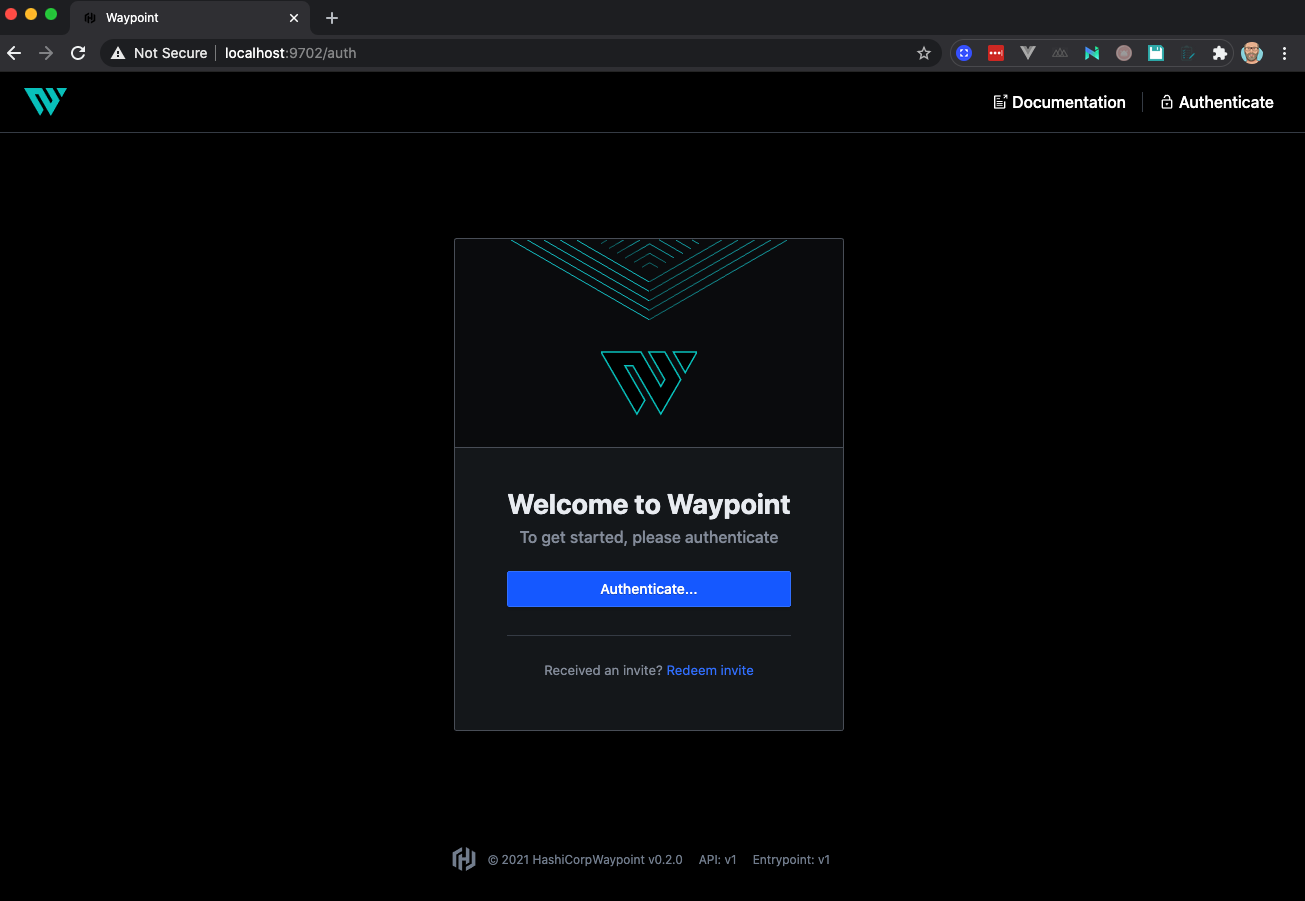 Waypoint
Not Secure localhost:9702/auth
Documentation Authenticate
Welcome to Waypoint
To get started, please authenticate
Authenticate...
Received an invite? Redeem invite
© 2021 HashiCorpWaypoint v0.2.0 API: v1 Entrypoint: v1